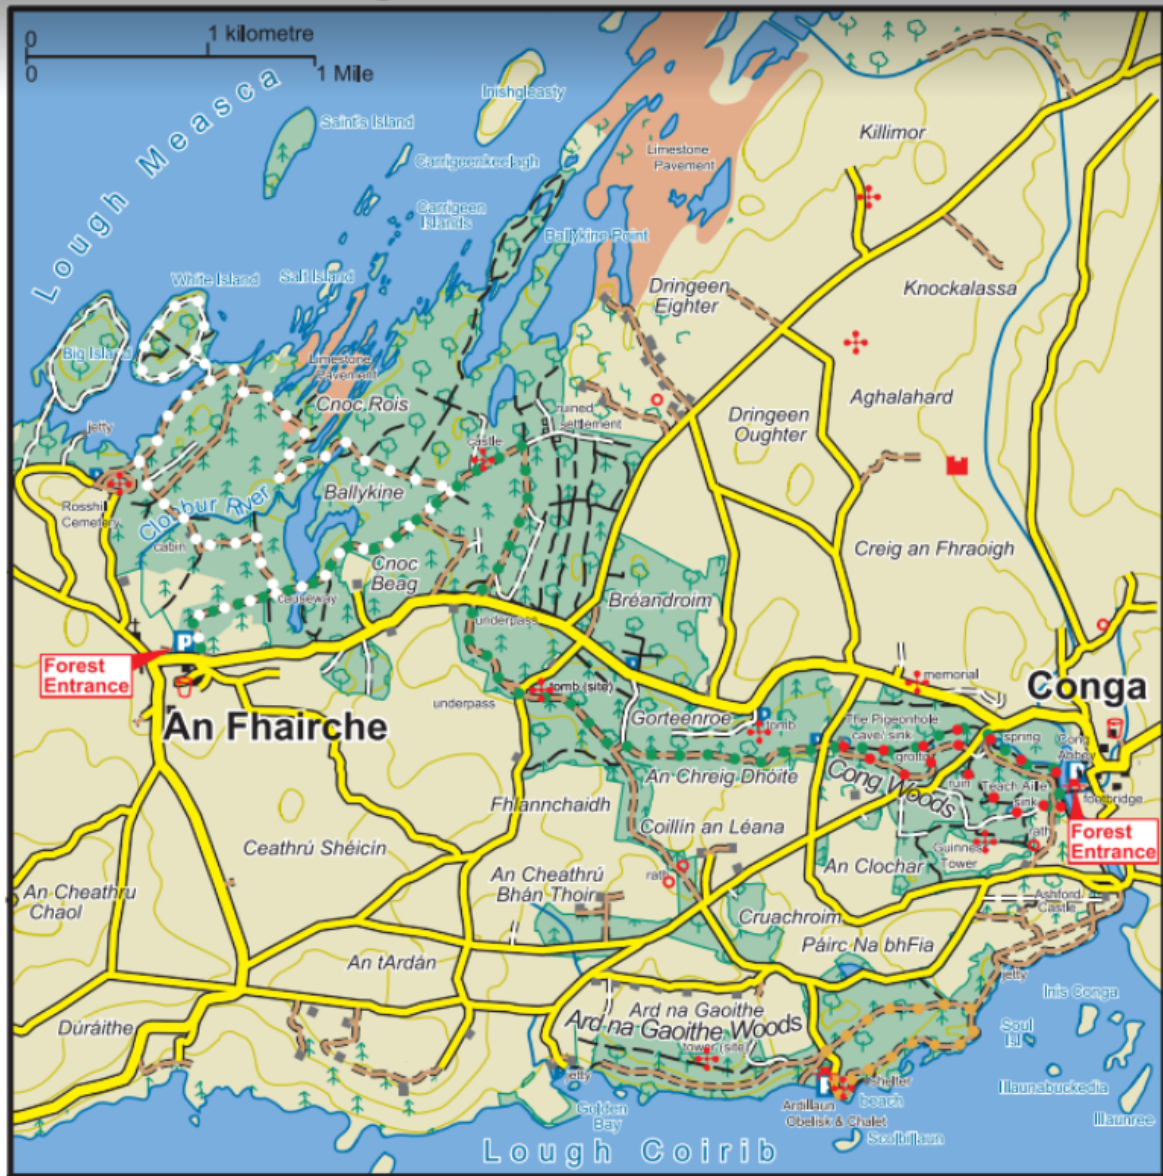 0
1 kilometre
0
1 Mile
Lough Measca
Inishgleasty
Saint's Island
Carrigeenkeelagh
Carrigeen
Islands
Limestone
Pavement
Killimor
Ballykine Point
White Island
Salt Island
Dringeen
Eighter
Knockalassa
Big Island
Limestone
Pavement
Cnoc Rois
Aghalahard
jetty
castle
ruined
settlement
Dringeen
Oughter
P
Rosshill
Cemetery
Cloghbur River
Ballykine
cabin
Creig an Fhraoigh
Cnoc
Beag
causeway
Bréandroim
underpass
P
Forest
Entrance
P
tomb (site)
memorial
Conga
underpass
An Fhairche
Gorteenroe
P
tomb
The Pigeonhole
cave/ sink
P
grotto
spring
Cong
Abbey
P
An Chreig Dhóite
Cong Woods
ruin
Teach Aille
sink
footbridge
Fhlannchaidh
Coillín an Léana
rath
Forest
Entrance
Guinness
Tower
Ceathrú Shéicín
An Clochar
rath
An Cheathrú
Bhán Thoir
An Cheathru
Chaol
Ashford
Castle
Cruachroim
Páirc Na bhFia
An tArdán
jetty
Inis Conga
Dúráithe
Ard na Gaoithe
Ard na Gaoithe Woods
Soul
Isl
tower (site)
jetty
P
shelter
beach
Illaunabuckedia
Illaunree
Golden
Bay
Ardillaun
Obelisk & Chalet
Scolbillaun
Lough Coirib